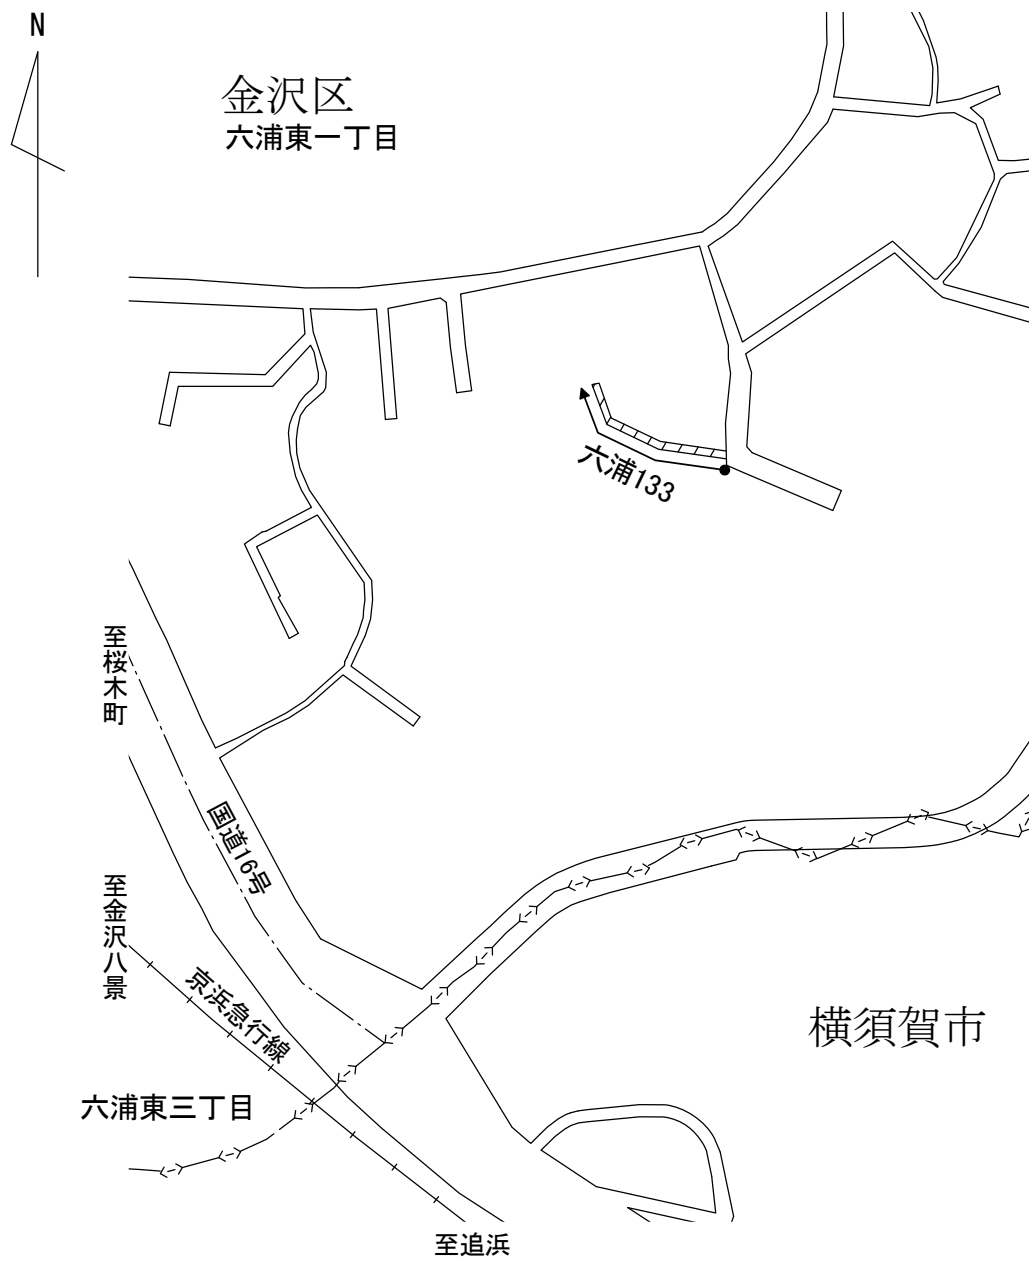 N
金沢区
六浦東一丁目
六浦133
至桜木町
国道16号
至金沢八景
京浜急行線
横須賀市
六浦東三丁目
至追浜